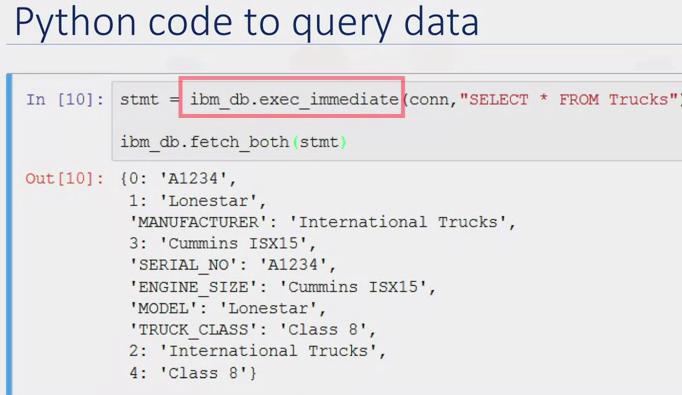 Python code to query data
In [10]: stmt = ibm_db.exec_immediate(conn,"SELECT * FROM Trucks")
ibm_db.fetch_both(stmt)
Out[10]: {0: 'A1234',
1: 'Lonestar',
'MANUFACTURER': 'International Trucks',
3: 'Cummins ISX15',
'SERIAL_NO': 'A1234',
'ENGINE_SIZE': 'Cummins ISX15',
'MODEL': 'Lonestar',
'TRUCK_CLASS': 'Class 8',
2: 'International Trucks',
4: 'Class 8'}